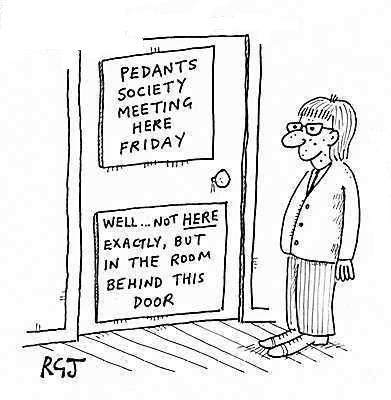 PEDANTS
SOCIETY
MEETING
HERE
FRIDAY
WELL...NOT HERE
EXACTLY, BUT
IN THE ROOM
BEHIND THIS
DOOR
RGJ